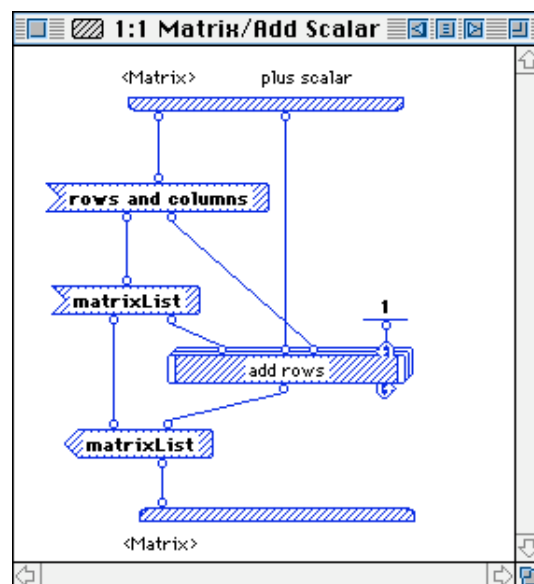 1:1 Matrix/Add Scalar
<Matrix> plus scalar
rows and columns
matrixList
1
add rows
matrixList
<Matrix>